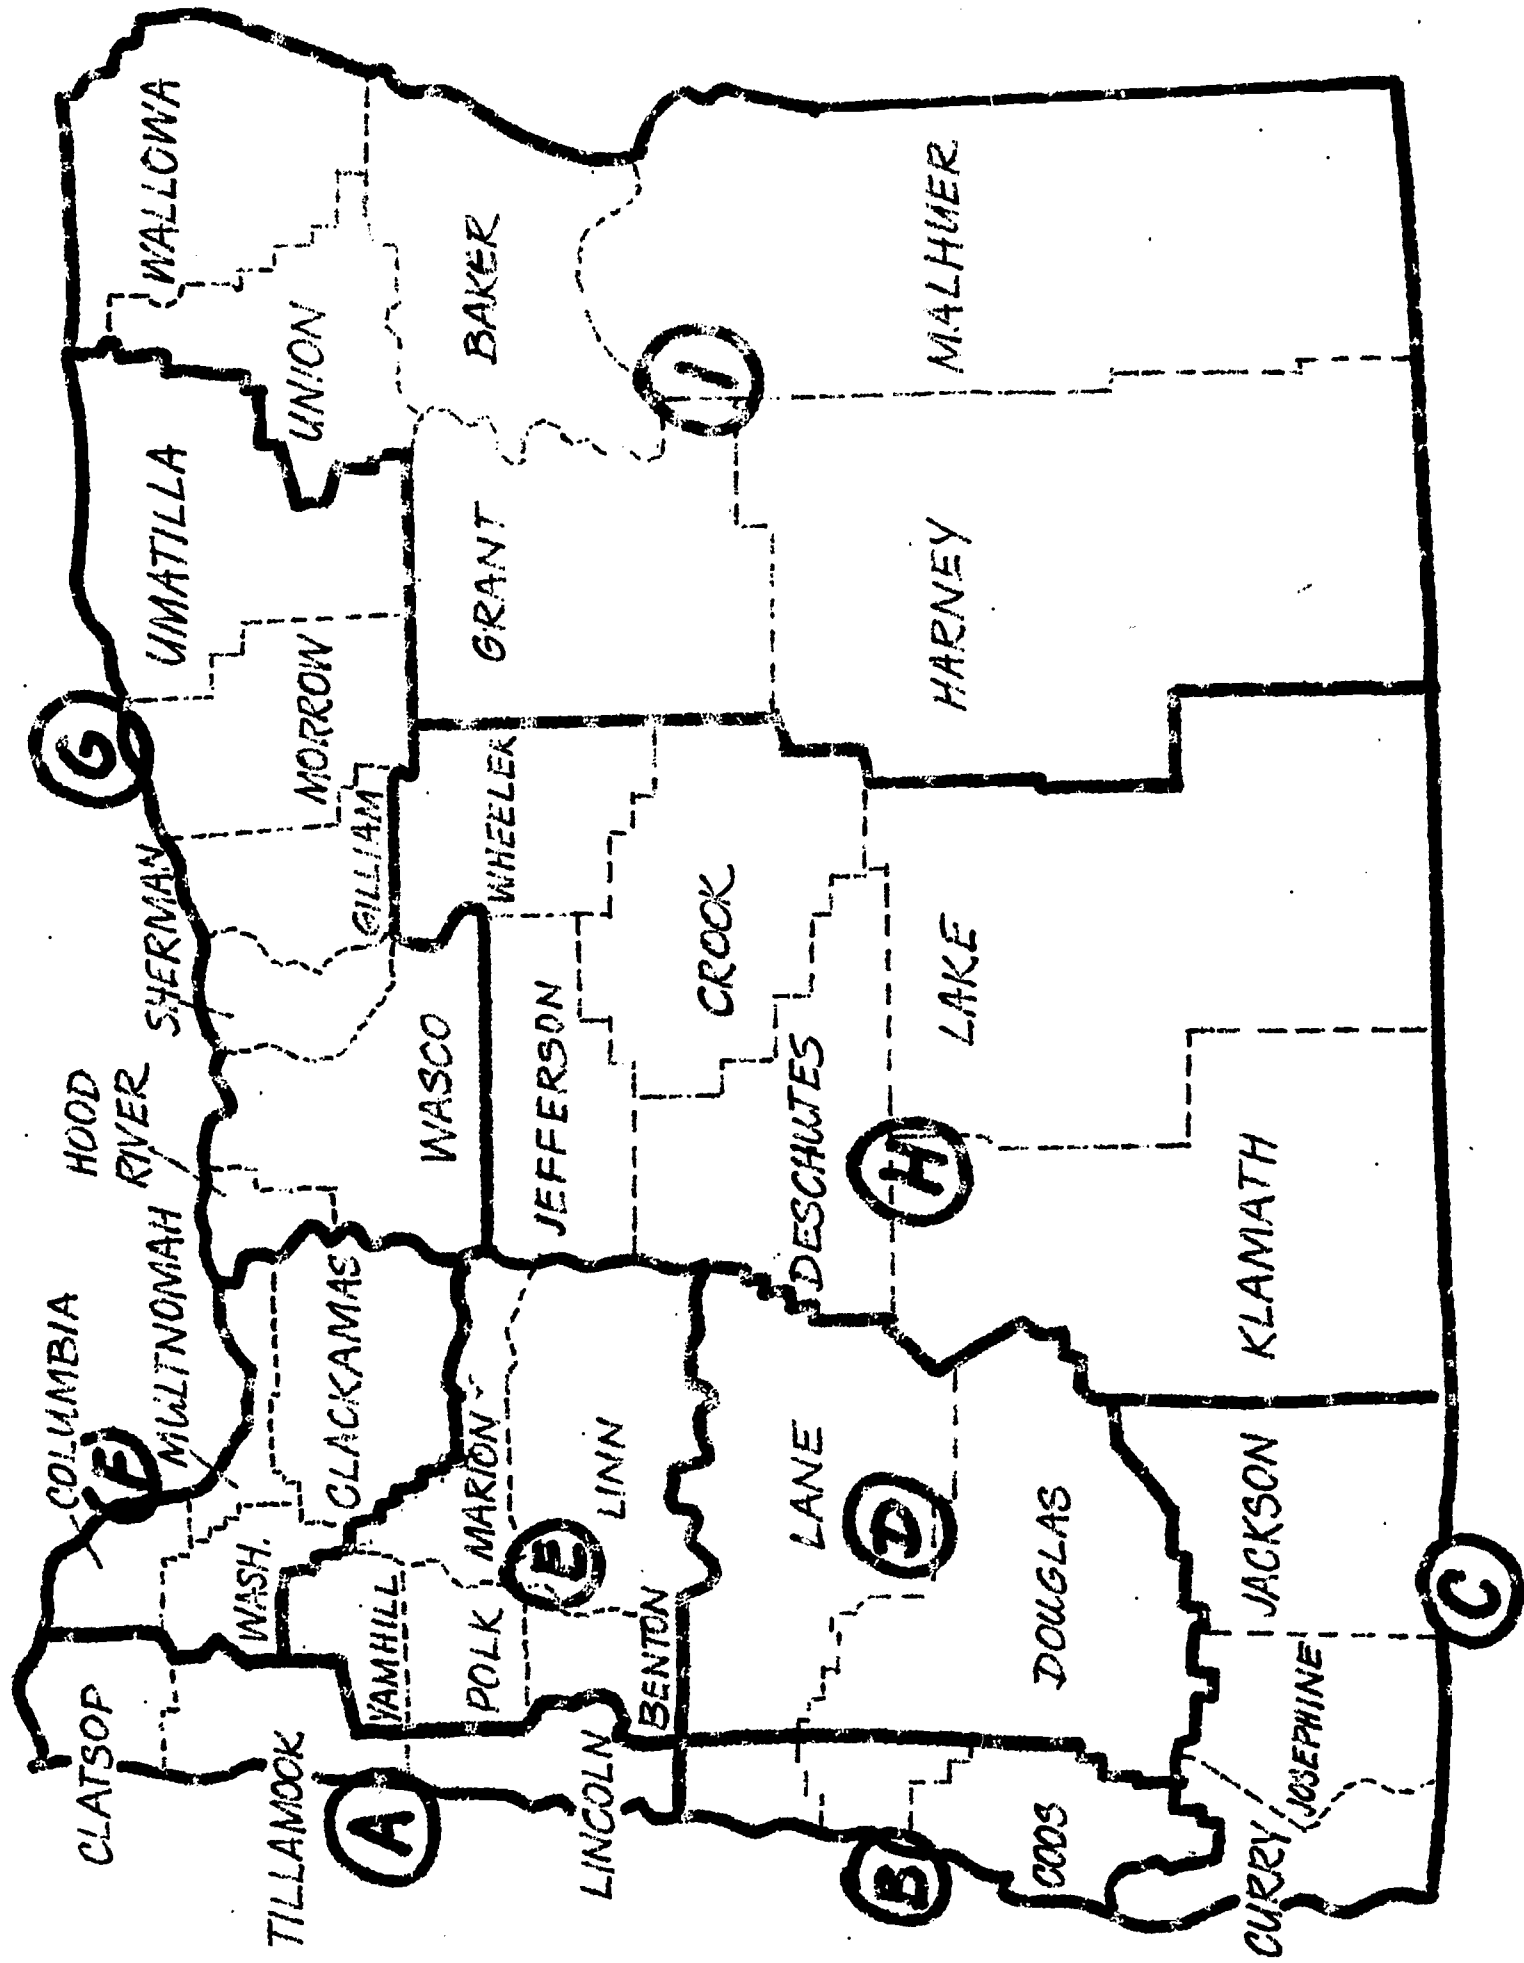 COLUMBIA
HOOD
RIVER
SHERMAN
G
CLATSOP
F
MULTNOMAH
WALLOWA
UMATILLA
TILLAMOOK
WASH.
CLACKAMAS
GILLIAM
MORROW
UNION
A
YAMHILL
WASCO
POLK
MARION
WHEELER
GRANT
BAKER
E
LINCOLN
BENTON
LINN
JEFFERSON
CROOK
I
LANE
DESCHUTES
B
D
H
LAKE
HARNEY
MALHUER
COOS
DOUGLAS
CURRY
JOSEPHINE
JACKSON
KLAMATH
C